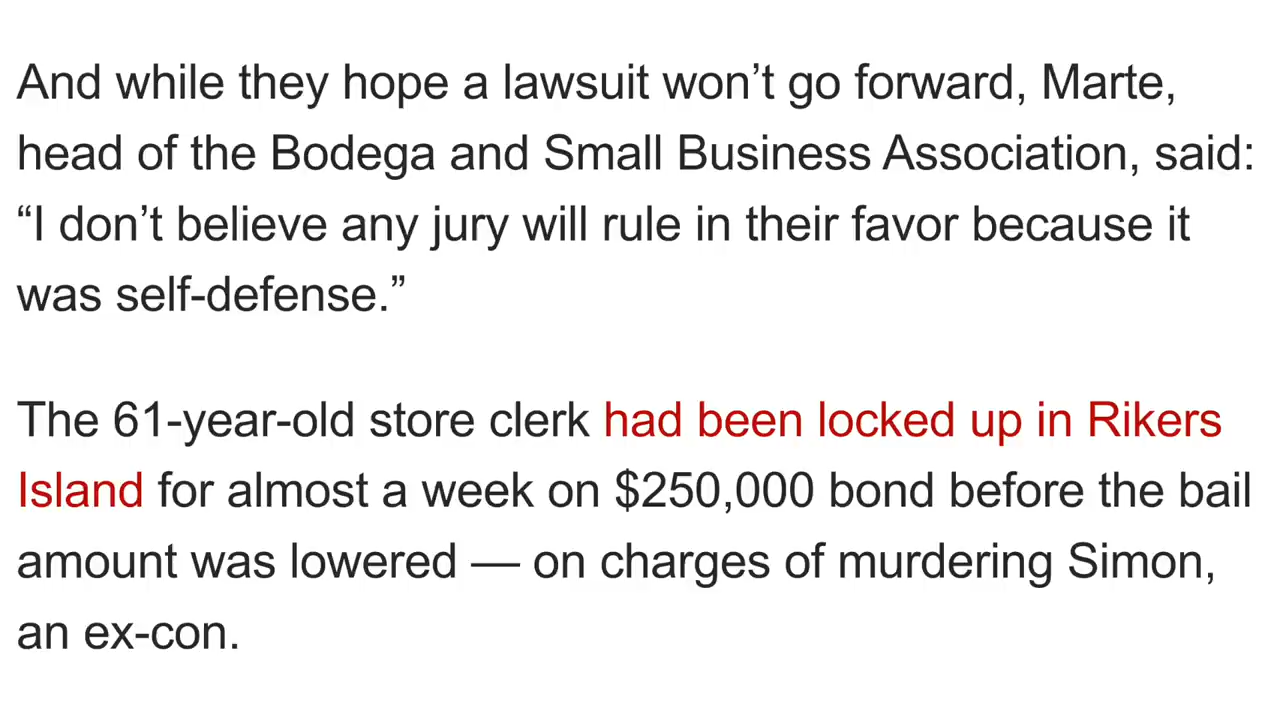 And while they hope a lawsuit won’t go forward, Marte,
head of the Bodega and Small Business Association, said:
“I don’t believe any jury will rule in their favor because it
was self-defense.”
The 61-year-old store clerk had been locked up in Rikers
Island for almost a week on $250,000 bond before the bail
amount was lowered — on charges of murdering Simon,
an ex-con.